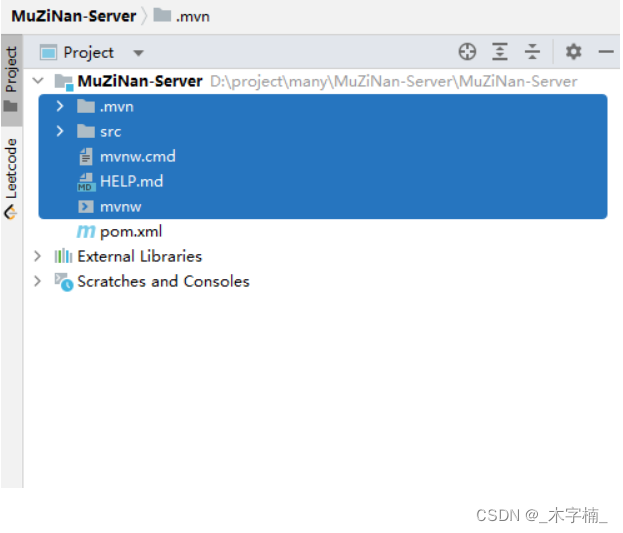 MuZiNan-Server 〉 .mvn
Project
Project
MuZiNan-Server D:\project\many\MuZiNan-Server\MuZiNan-Server
.mvn
src
mvnw.cmd
MD HELP.md
mvnw
m pom.xml
External Libraries
Scratches and Consoles
Leetcode
CSDN @_木字楠_